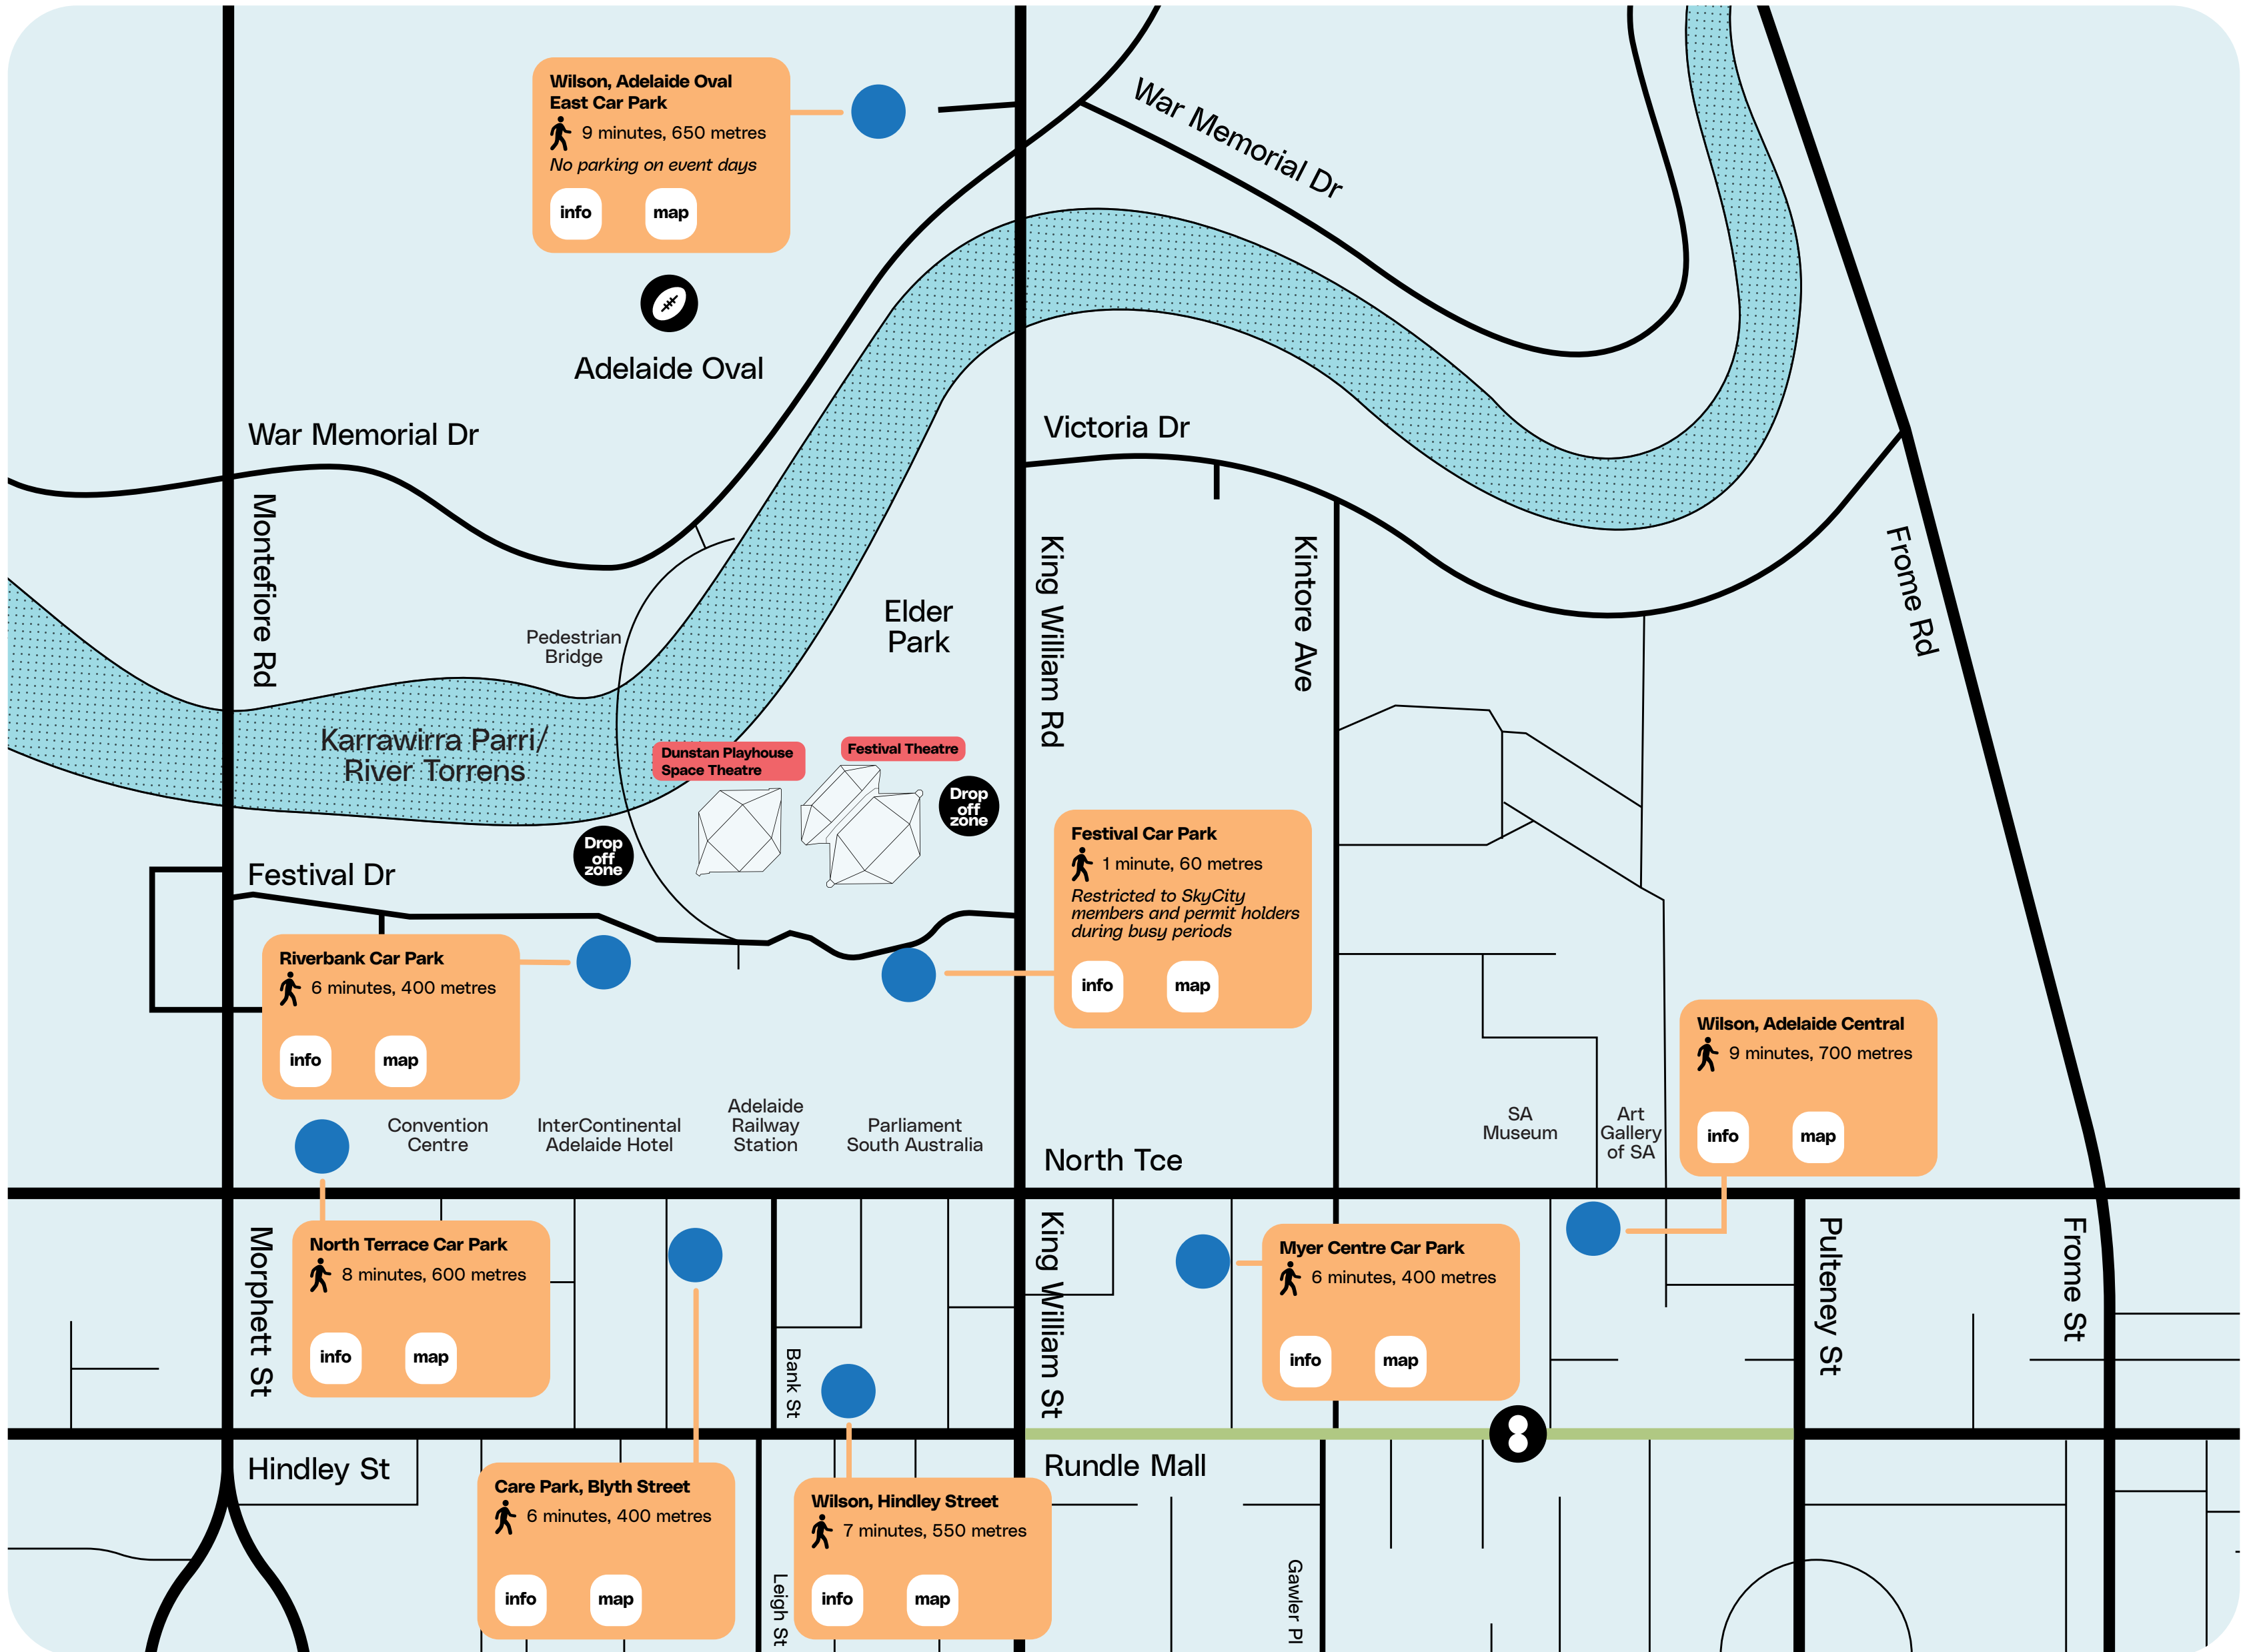 Wilson, Adelaide Oval
East Car Park
9 minutes, 650 metres
No parking on event days
info
map
War Memorial Dr
Adelaide Oval
War Memorial Dr
Victoria Dr
Montefiore Rd
King William Rd
Kintore Ave
Frome Rd
Elder
Park
Pedestrian
Bridge
Karrawirra Parri/
River Torrens
Dunstan Playhouse
Space Theatre
Festival Theatre
Drop
off
zone
Drop
off
zone
Festival Dr
Festival Car Park
1 minute, 60 metres
Restricted to SkyCity
members and permit holders
during busy periods
info
map
Riverbank Car Park
6 minutes, 400 metres
info
map
Wilson, Adelaide Central
9 minutes, 700 metres
info
map
Convention
Centre
InterContinental
Adelaide Hotel
Adelaide
Railway
Station
Parliament
South Australia
SA
Museum
Art
Gallery
of SA
North Tce
Morphett St
North Terrace Car Park
8 minutes, 600 metres
info
map
King William St
Myer Centre Car Park
6 minutes, 400 metres
info
map
Pulteney St
Frome St
Bank St
Hindley St
Rundle Mall
Care Park, Blyth Street
6 minutes, 400 metres
info
map
Leigh St
Wilson, Hindley Street
7 minutes, 550 metres
info
map
Gawler Pl